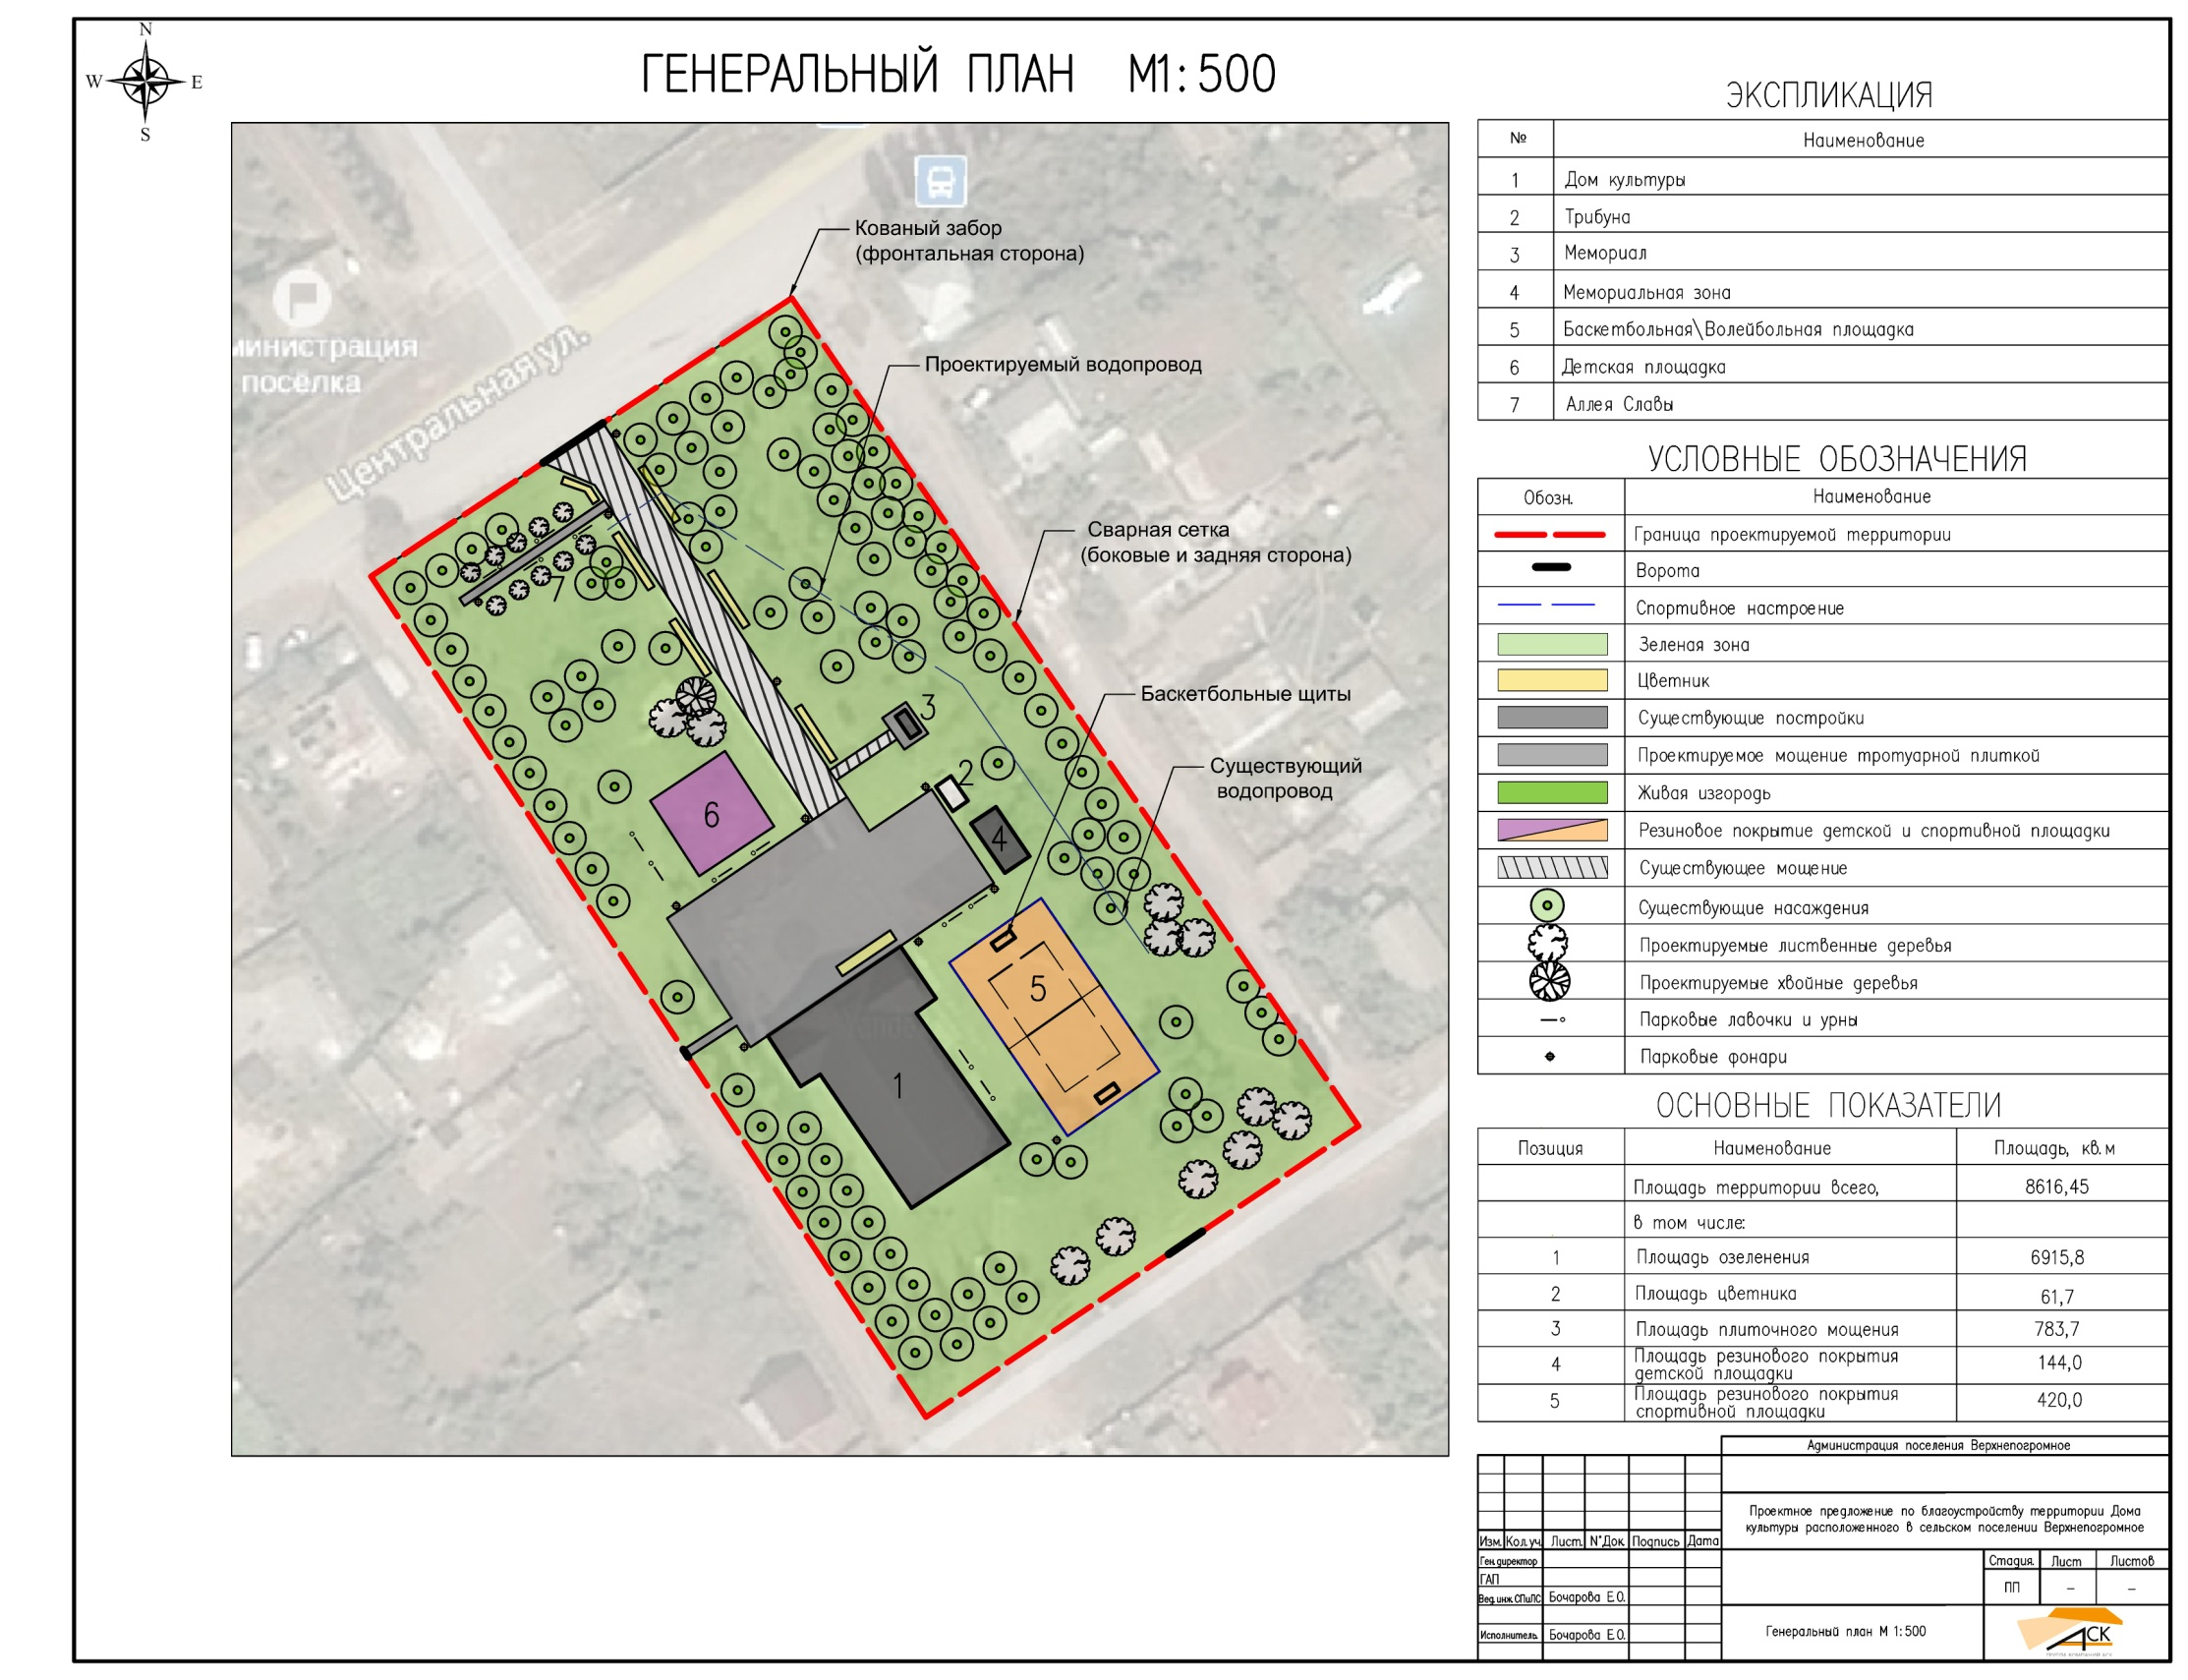 N
W E
S
ГЕНЕРАЛЬНЫЙ ПЛАН М1:500
Кованый забор
(фронтальная сторона)
министрация
посёлка
Центральная ул.
Проектируемый водопровод
Сварная сетка
(боковые и задняя сторона)
Баскетбольные щиты
Существующий
водопровод
7
3
2
6
4
5
1
ЭКСПЛИКАЦИЯ
№ Наименование
1 Дом культуры
2 Трибуна
3 Мемориал
4 Мемориальная зона
5 Баскетбольная\Волейбольная площадка
6 Детская площадка
7 Аллея Славы
УСЛОВНЫЕ ОБОЗНАЧЕНИЯ
Обозн. Наименование
Граница проектируемой территории
Ворота
Спортивное настроение
Зеленая зона
Цветник
Существующие постройки
Проектируемое мощение тротуарной плиткой
Живая изгородь
Резиновое покрытие детской и спортивной площадки
Существующее мощение
Существующие насаждения
Проектируемые лиственные деревья
Проектируемые хвойные деревья
Парковые лавочки и урны
Парковые фонари
ОСНОВНЫЕ ПОКАЗАТЕЛИ
Позиция Наименование Площадь, кв.м
Площадь территории всего, 8616,45
в том числе:
1 Площадь озеленения 6915,8
2 Площадь цветника 61,7
3 Площадь плиточного мощения 783,7
4 Площадь резинового покрытия детской площадки 144,0
5 Площадь резинового покрытия спортивной площадки 420,0
Администрация поселения Верхнепогромное
Проектное предложение по благоустройству территории Дома
культуры расположенного в сельском поселении Верхнепогромное
Изм. Кол.уч. Лист. N°Док. Подпись Дата
Ген.директор
ГАП
Вед.инж.СПиЛС Бочарова Е.О.
Исполнитель. Бочарова Е.О.
Стадия. Лист Листов
ПП – –
Генеральный план М 1:500
АСК